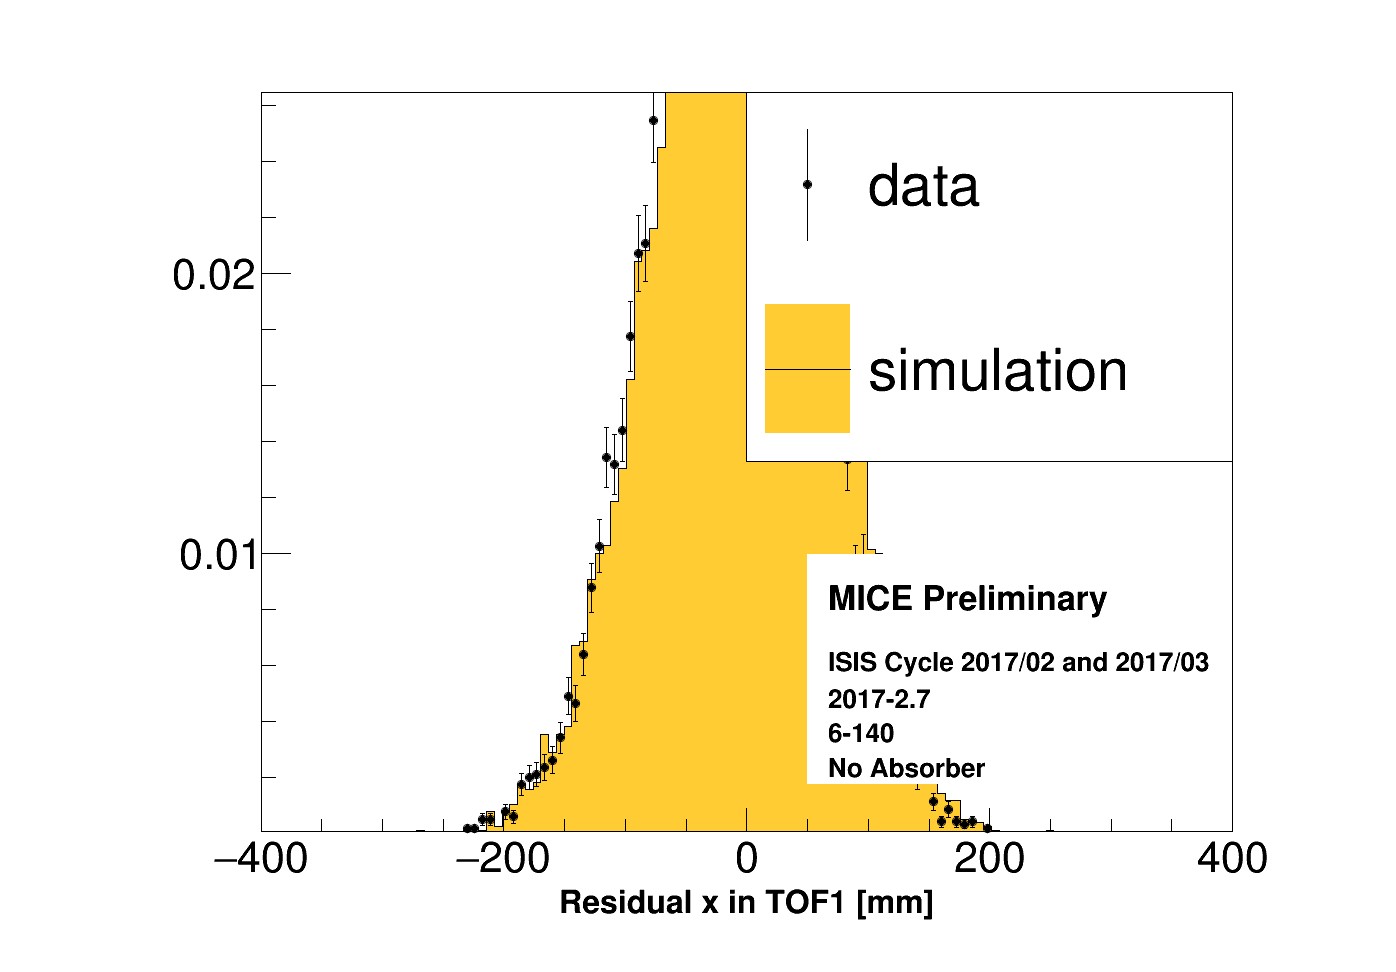 data
simulation
0.02
0.01
MICE Preliminary
ISIS Cycle 2017/02 and 2017/03
2017-2.7
6-140
No Absorber
−400 −200 0 200 400
Residual x in TOF1 [mm]